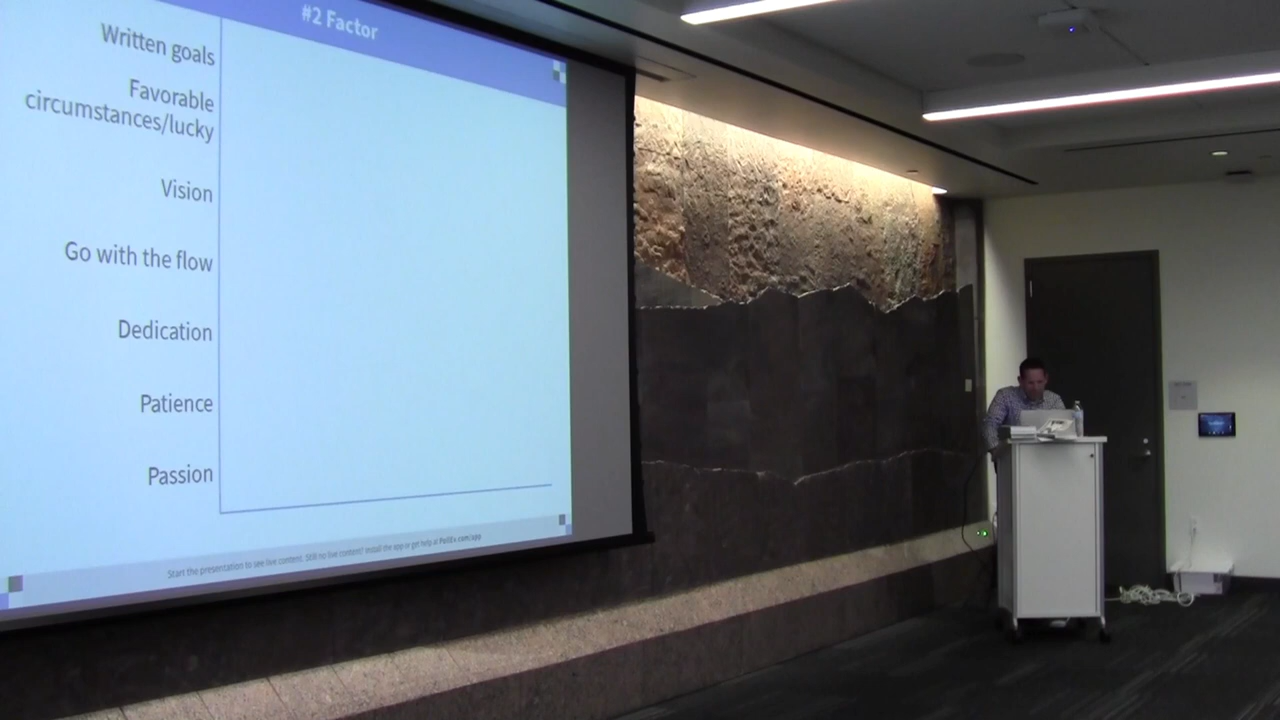 #2 Factor
Written goals
Favorable
circumstances/lucky
Vision
Go with the flow
Dedication
Patience
Passion
Start the presentation to see live content. Still no live content? Install the app or get help at PollEv.com/app